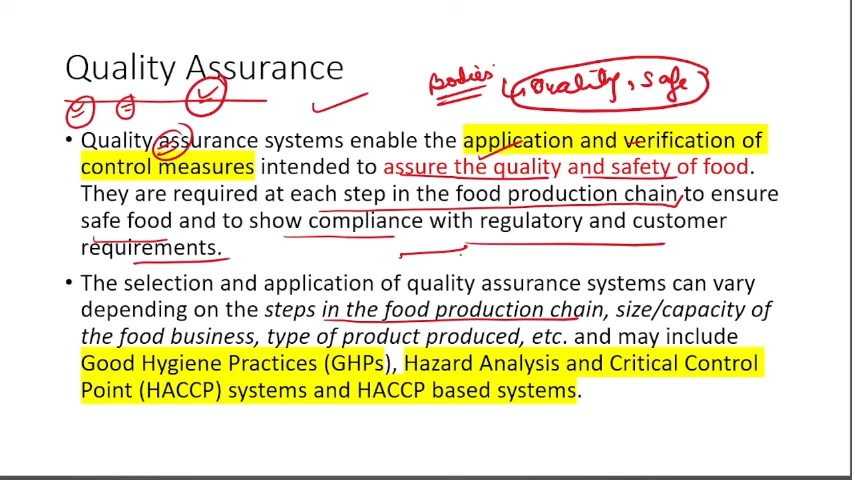 Quality Assurance
Bodies
Quality, Safe
• Quality assurance systems enable the application and verification of
control measures intended to assure the quality and safety of food.
They are required at each step in the food production chain to ensure
safe food and to show compliance with regulatory and customer
requirements.
• The selection and application of quality assurance systems can vary
depending on the steps in the food production chain, size/capacity of
the food business, type of product produced, etc. and may include
Good Hygiene Practices (GHPs), Hazard Analysis and Critical Control
Point (HACCP) systems and HACCP based systems.